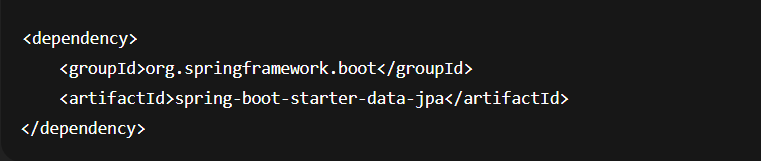 <dependency>
    <groupId>org.springframework.boot</groupId>
    <artifactId>spring-boot-starter-data-jpa</artifactId>
</dependency>